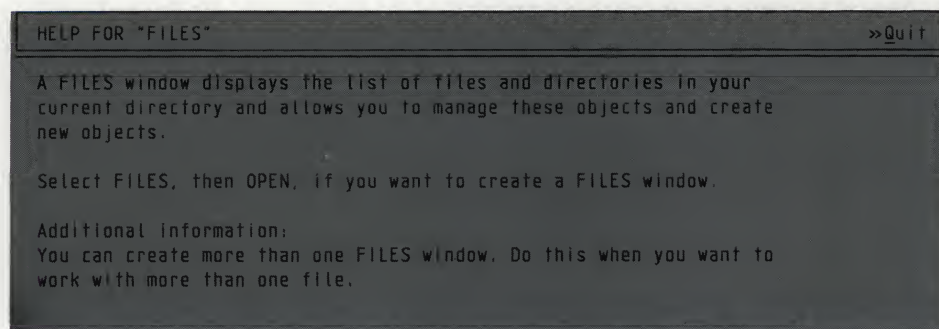 HELP FOR "FILES" »Quit
A FILES window displays the list of files and directories in your
current directory and allows you to manage these objects and create
new objects.
Select FILES, then OPEN, if you want to create a FILES window.
Additional information:
You can create more than one FILES window. Do this when you want to
work with more than one file.